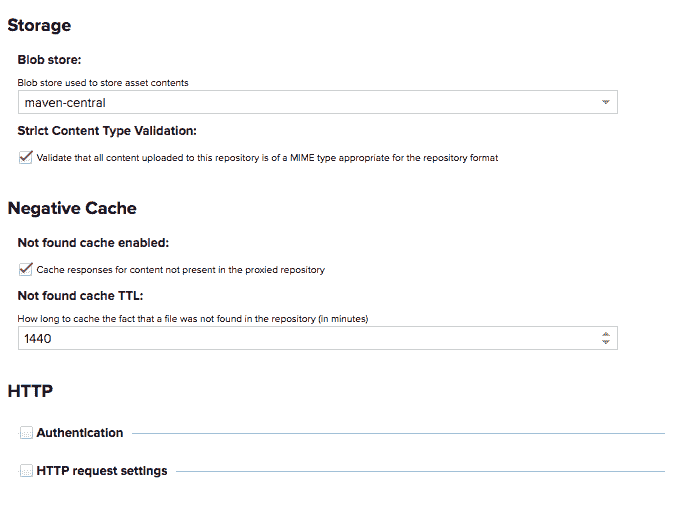 Storage
Blob store:
Blob store used to store asset contents
maven-central
Strict Content Type Validation:
Validate that all content uploaded to this repository is of a MIME type appropriate for the repository format
Negative Cache
Not found cache enabled:
Cache responses for content not present in the proxied repository
Not found cache TTL:
How long to cache the fact that a file was not found in the repository (in minutes)
1440
HTTP
Authentication
HTTP request settings